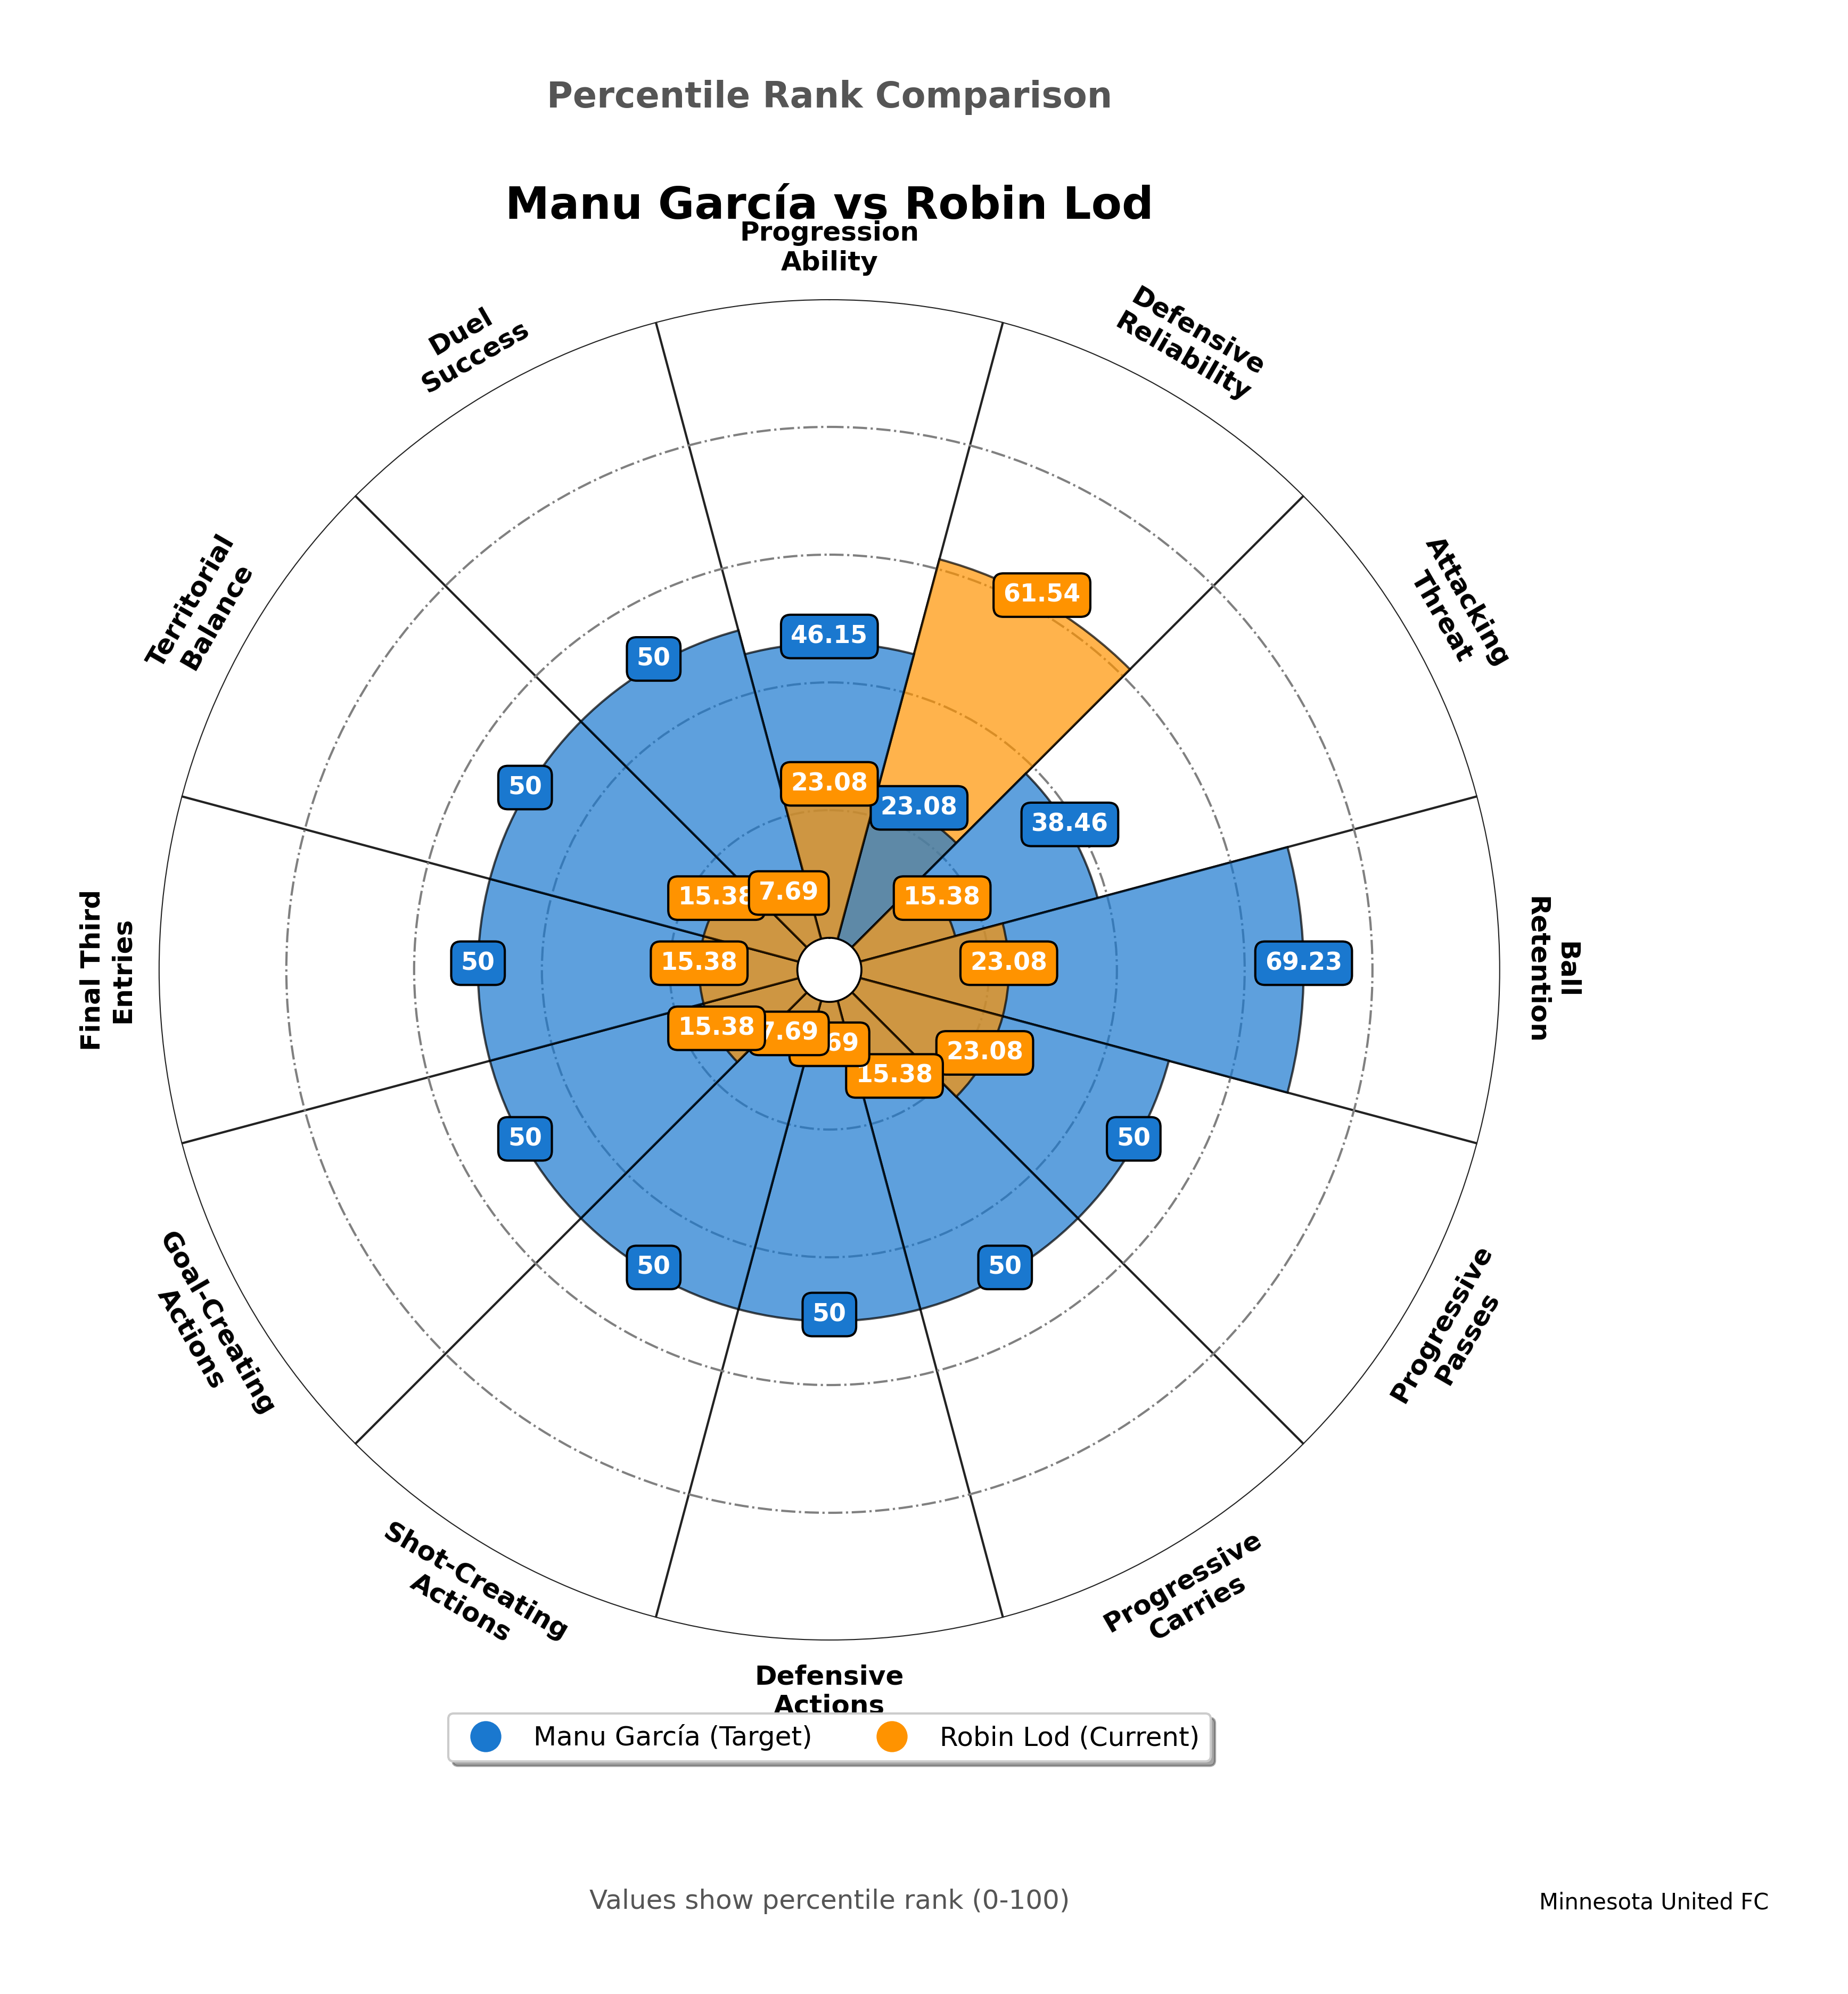 Percentile Rank Comparison
Manu García vs Robin Lod
Progression
Ability
Defensive
Reliability
Attacking
Threat
Ball
Retention
Progressive
Passes
Progressive
Carries
Defensive
Actions
Shot-Creating
Actions
Goal-Creating
Actions
Final Third
Entries
Territorial
Balance
Duel
Success
46.15
23.08
61.54
23.08
38.46
15.38
69.23
23.08
50
23.08
50
15.38
50
50
7.69
50
15.38
50
15.38
50
15.38
50
7.69
Manu García (Target)
Robin Lod (Current)
Values show percentile rank (0-100)
Minnesota United FC